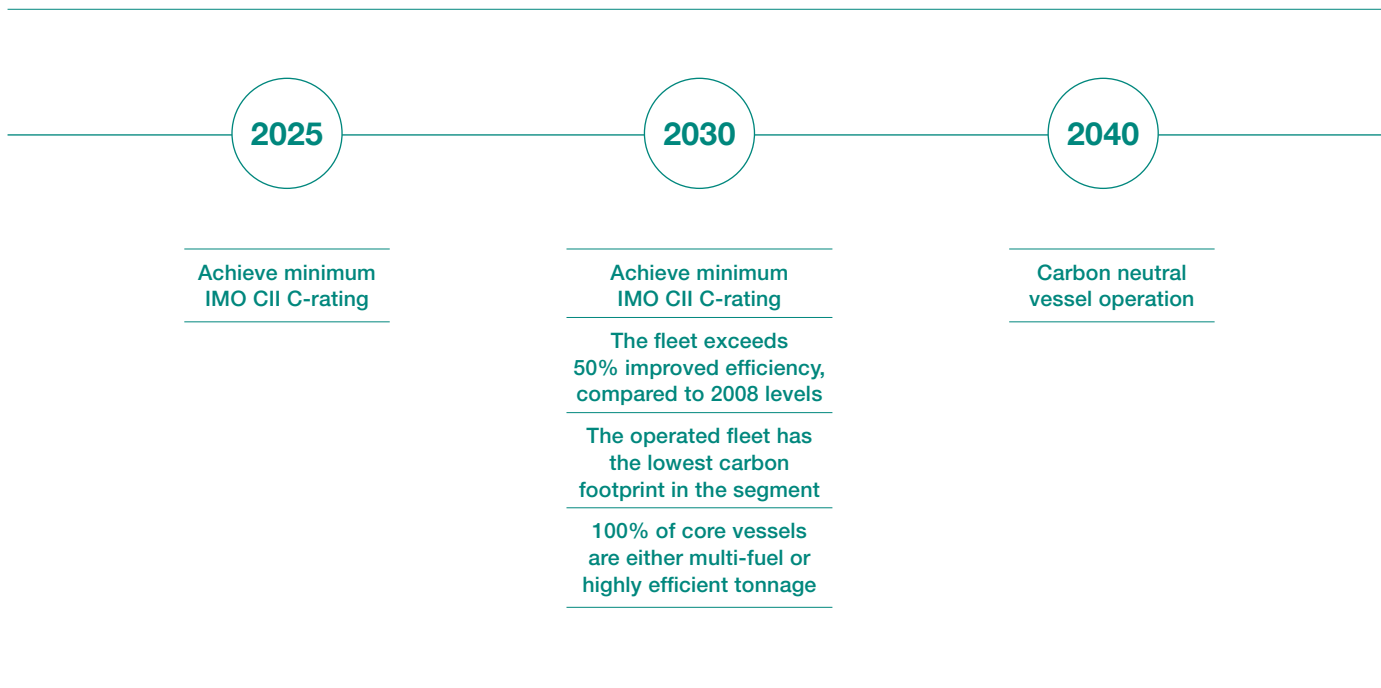 2025
2030
2040
Achieve minimum
IMO CII C-rating
Achieve minimum
IMO CII C-rating
The fleet exceeds
50% improved efficiency,
compared to 2008 levels
The operated fleet has
the lowest carbon
footprint in the segment
100% of core vessels
are either multi-fuel or
highly efficient tonnage
Carbon neutral
vessel operation